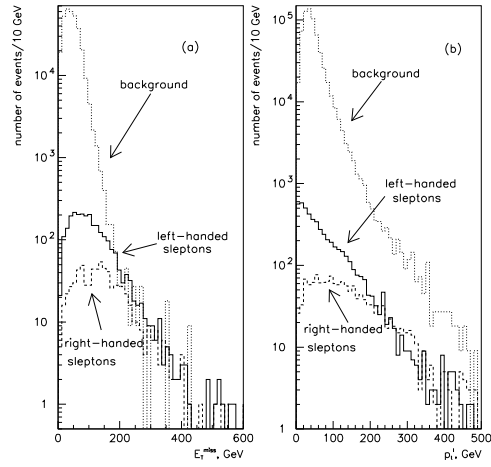 number of events/10 GeV
(a)
background
left-handed
sleptons
right-handed
sleptons
10^4
10^3
10^2
10
1
0 200 400 600
E_T^miss, GeV
number of events/10 GeV
(b)
background
left-handed
sleptons
right-handed
sleptons
10^5
10^4
10^3
10^2
10
1
0 100 200 300 400 500
p_t^l, GeV